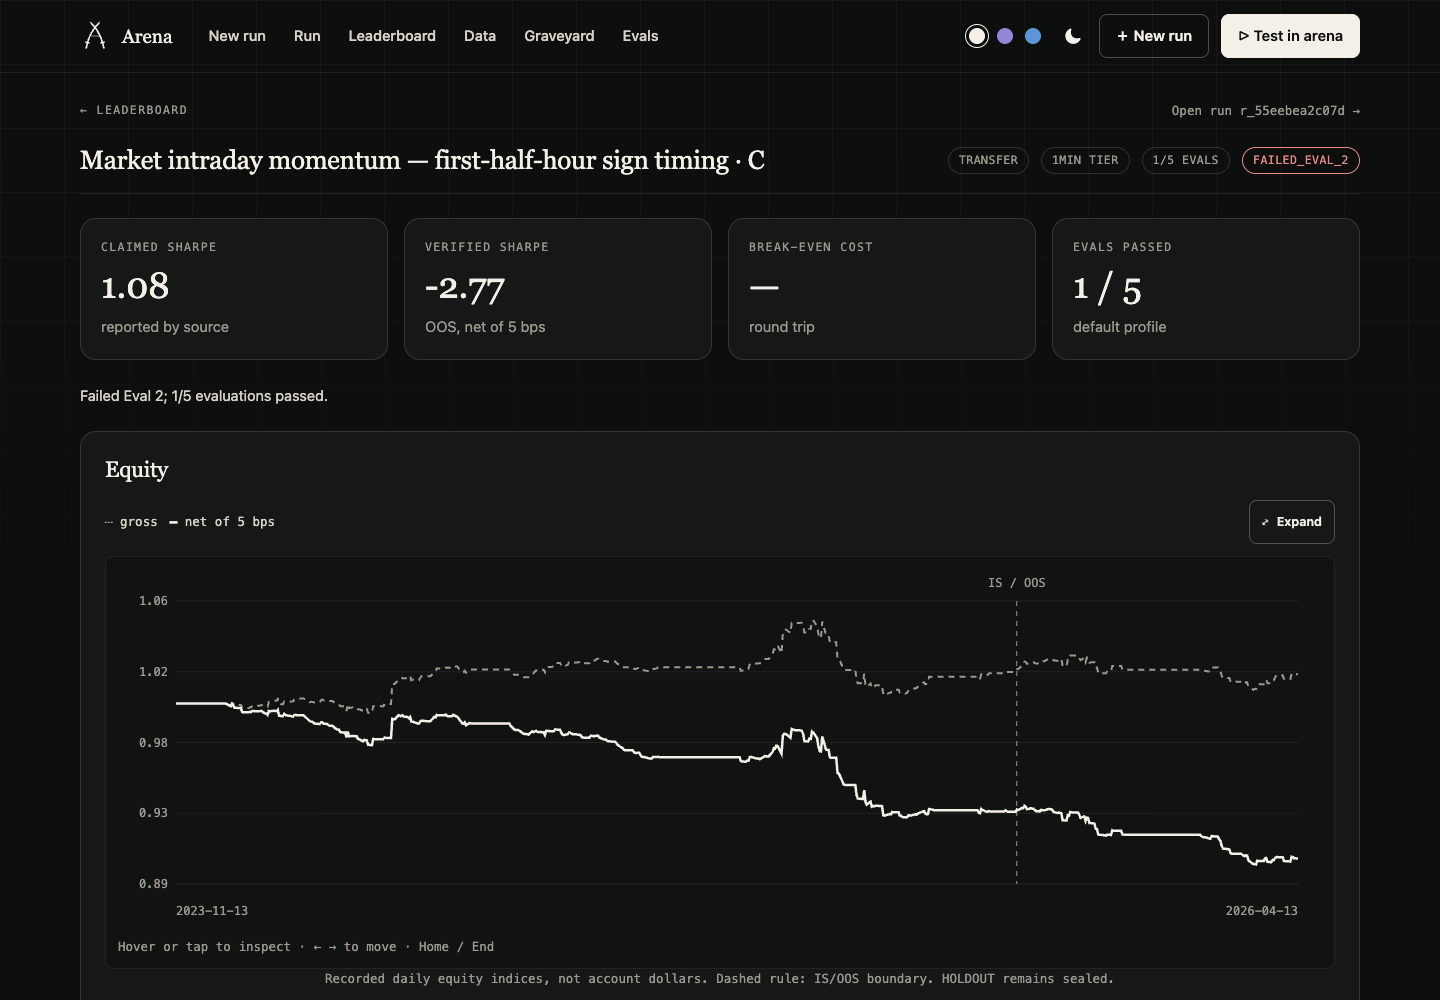 Arena
New run
Run
Leaderboard
Data
Graveyard
Evals
+ New run
Test in arena
← LEADERBOARD
Open run r_55eebea2c07d →
Market intraday momentum — first-half-hour sign timing · C
TRANSFER
1MIN TIER
1/5 EVALS
FAILED_EVAL_2
CLAIMED SHARPE
1.08
reported by source
VERIFIED SHARPE
-2.77
OOS, net of 5 bps
BREAK-EVEN COST
—
round trip
EVALS PASSED
1 / 5
default profile
Failed Eval 2; 1/5 evaluations passed.
Equity
gross
net of 5 bps
Expand
IS / OOS
1.06
1.02
0.98
0.93
0.89
2023-11-13
2026-04-13
Hover or tap to inspect · ← → to move · Home / End
Recorded daily equity indices, not account dollars. Dashed rule: IS/OOS boundary. HOLDOUT remains sealed.